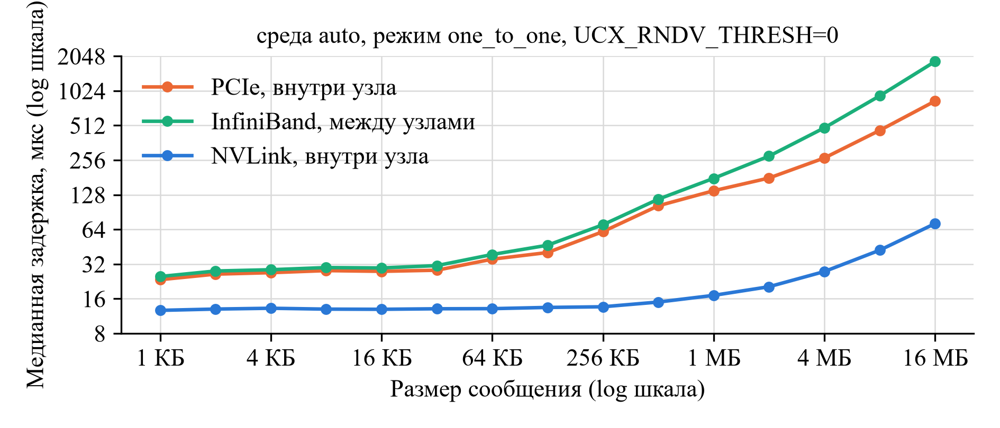 среда auto, режим one_to_one, UCX_RNDV_THRESH=0
Медианная задержка, мкс (log шкала)
2048
1024
512
256
128
64
32
16
8
PCIe, внутри узла
InfiniBand, между узлами
NVLink, внутри узла
1 КБ 4 КБ 16 КБ 64 КБ 256 КБ 1 МБ 4 МБ 16 МБ
Размер сообщения (log шкала)